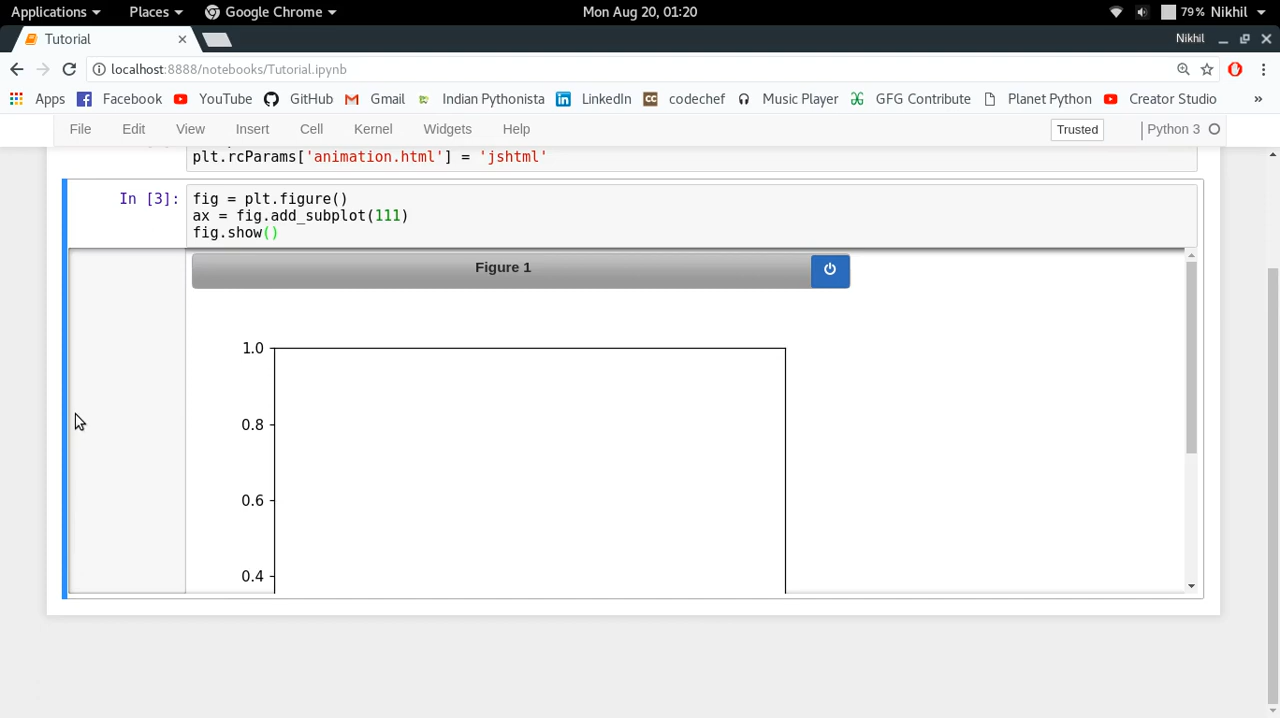 Applications Places Google Chrome Mon Aug 20, 01:20 79% Nikhil
Tutorial Nikhil
localhost:8888/notebooks/Tutorial.ipynb
Apps Facebook YouTube GitHub Gmail Indian Pythonista LinkedIn codechef Music Player GFG Contribute Planet Python Creator Studio »
File Edit View Insert Cell Kernel Widgets Help Trusted Python 3
plt.rcParams['animation.html'] = 'jshtml'
In [3]: fig = plt.figure()
ax = fig.add_subplot(111)
fig.show()
Figure 1
1.0
0.8
0.6
0.4